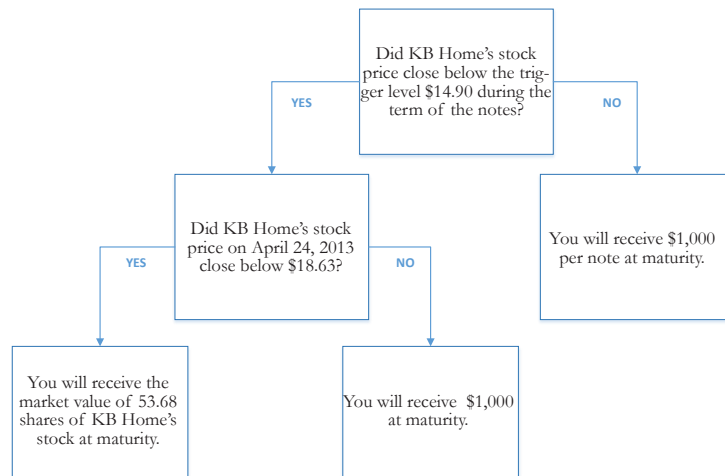 Did KB Home's stock
price close below the trig-
ger level $14.90 during the
term of the notes?
YES
NO
Did KB Home's stock
price on April 24, 2013
close below $18.63?
You will receive $1,000
per note at maturity.
YES
NO
You will receive the
market value of 53.68
shares of KB Home's
stock at maturity.
You will receive $1,000
at maturity.